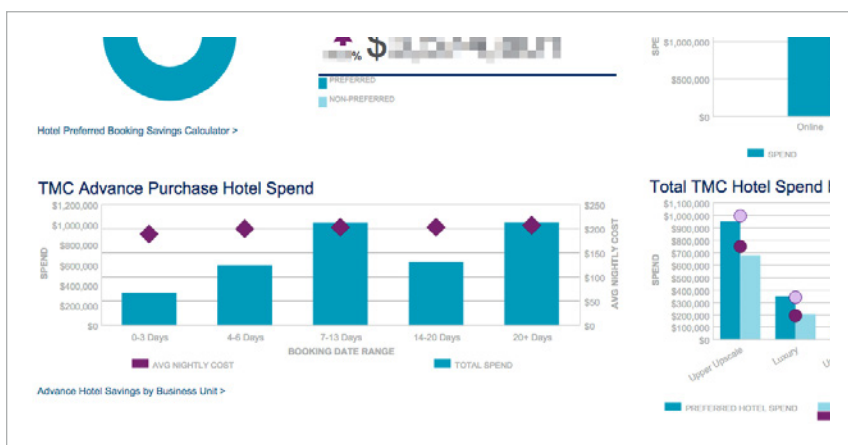 %
$
PREFERRED
NON-PREFERRED
Hotel Preferred Booking Savings Calculator >
SPE
$1,000,000
$500,000
$0
Online
SPEND
TMC Advance Purchase Hotel Spend
SPEND
$1,200,000
$1,000,000
$800,000
$600,000
$400,000
$200,000
$0
$250
$200
$150
$100
$50
$0
AVG NIGHTLY COST
0-3 Days
4-6 Days
7-13 Days
14-20 Days
20+ Days
BOOKING DATE RANGE
AVG NIGHTLY COST
TOTAL SPEND
Advance Hotel Savings by Business Unit >
Total TMC Hotel Spend
SPEND
$1,100,000
$1,000,000
$900,000
$800,000
$700,000
$600,000
$500,000
$400,000
$300,000
$200,000
$100,000
$0
Upper Upscale
Luxury
U
PREFERRED HOTEL SPEND